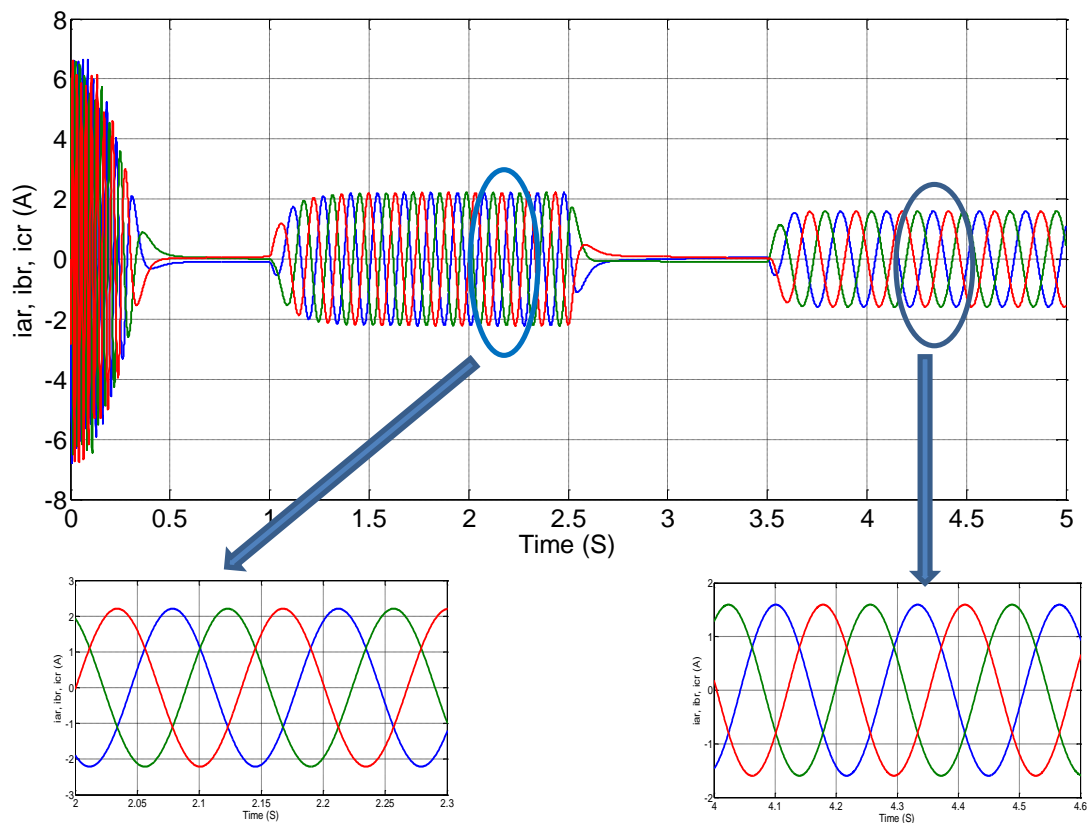 8
6
4
2
0
-2
-4
-6
-8
iar, ibr, icr (A)
0 0.5 1 1.5 2 2.5 3 3.5 4 4.5 5
Time (S)
3
2
1
0
-1
-2
-3
iar, ibr, icr (A)
2 2.05 2.1 2.15 2.2 2.25 2.3
Time (S)
2
1
0
-1
-2
iar, ibr, icr (A)
4 4.1 4.2 4.3 4.4 4.5 4.6
Time (S)